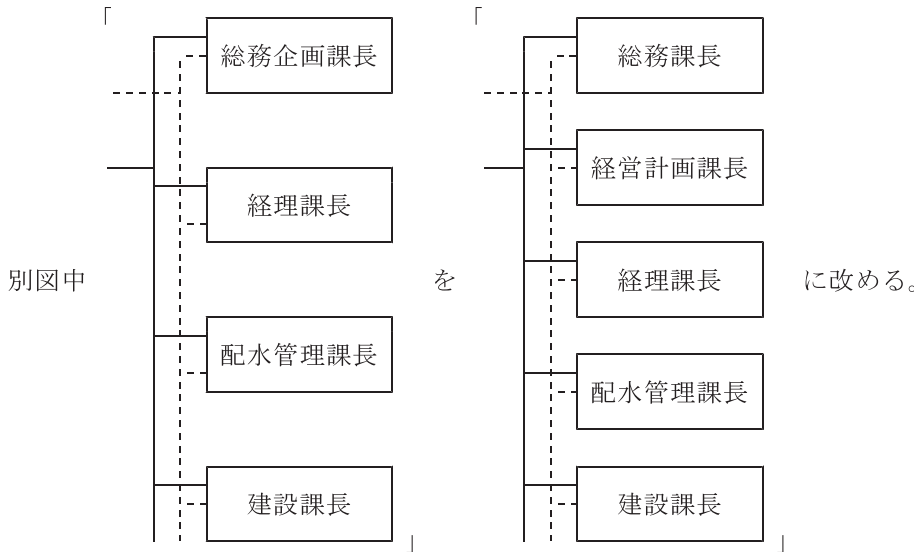 別図中
「
総務企画課長
経理課長
配水管理課長
建設課長
」
を
「
総務課長
経営計画課長
経理課長
配水管理課長
建設課長
」
に改める。